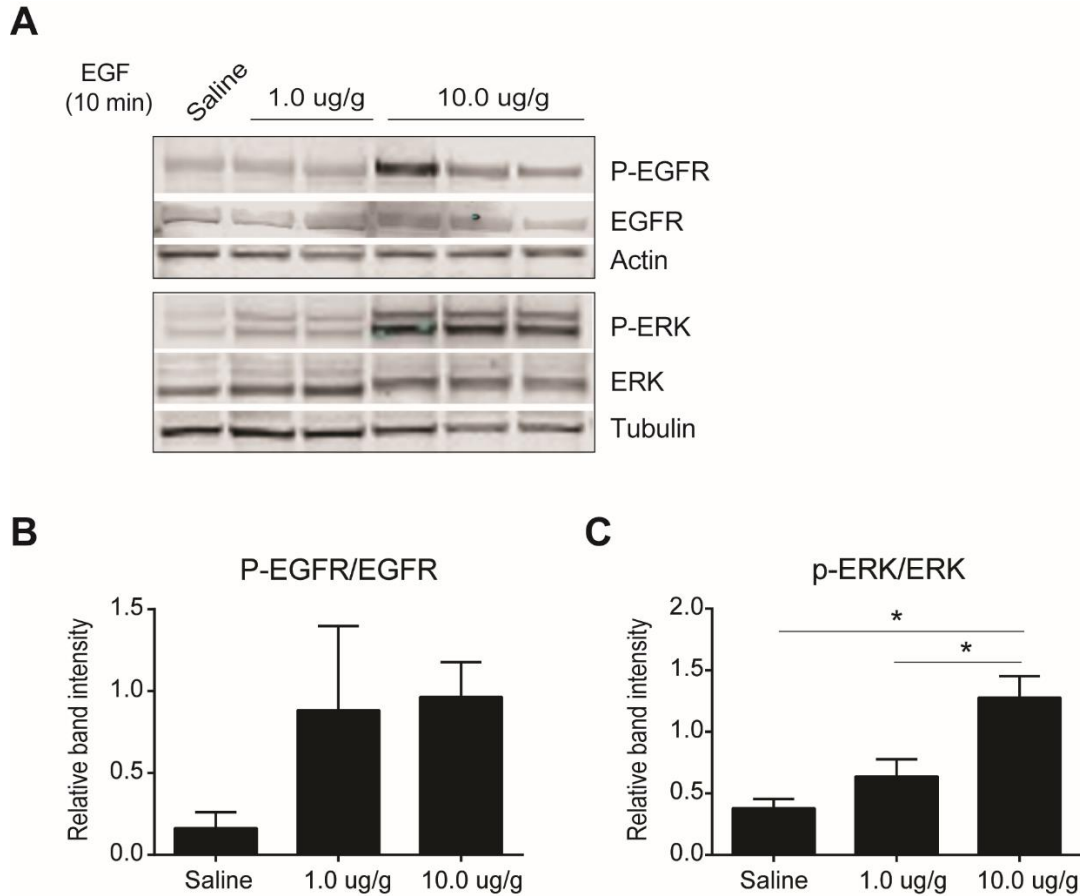 A
EGF
(10 min)
Saline
1.0 ug/g
10.0 ug/g
P-EGFR
EGFR
Actin
P-ERK
ERK
Tubulin
B
P-EGFR/EGFR
Relative band intensity
1.5
1.0
0.5
0.0
Saline
1.0 ug/g
10.0 ug/g
C
p-ERK/ERK
Relative band intensity
2.0
1.5
1.0
0.5
0.0
*
*
Saline
1.0 ug/g
10.0 ug/g